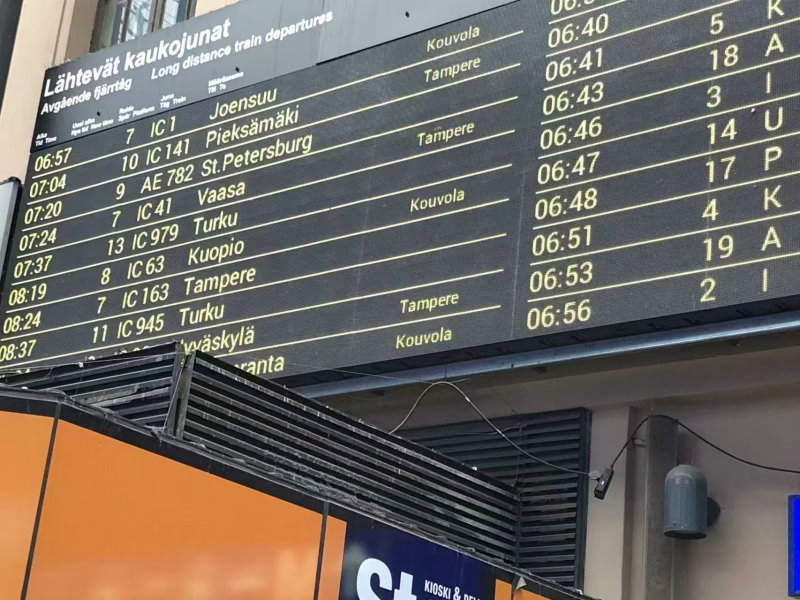 Lähtevät kaukojunat
Avgående fjärrtåg Long distance train departures
06:57 7 IC 1 Joensuu Kouvola
07:04 10 IC 141 Pieksämäki Tampere
07:20 9 AE 782 St.Petersburg
07:24 7 IC 41 Vaasa Tampere
07:37 13 IC 979 Turku
08:19 8 IC 63 Kuopio Kouvola
08:24 7 IC 163 Tampere
08:37 11 IC 945 Turku
Tampere
Kouvola
06:40
06:41 5 K
06:43 18 A
06:46 3 I
06:47 14 U
06:48 17 P
06:51 4 K
06:53 19 A
06:56 2 I
KIOSKI &